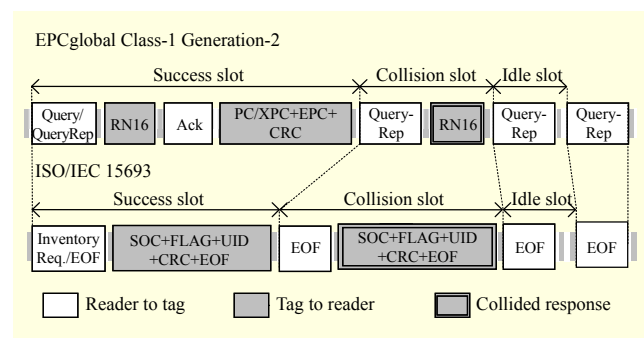 EPCglobal Class-1 Generation-2
Success slot Collision slot Idle slot
Query/
QueryRep
RN16
Ack
PC/XPC+EPC+
CRC
Query-
Rep
RN16
Query-
Rep
Query-
Rep
ISO/IEC 15693
Success slot Collision slot Idle slot
Inventory
Req./EOF
SOC+FLAG+UID
+CRC+EOF
EOF
SOC+FLAG+UID
+CRC+EOF
EOF
EOF
Reader to tag Tag to reader Collided response